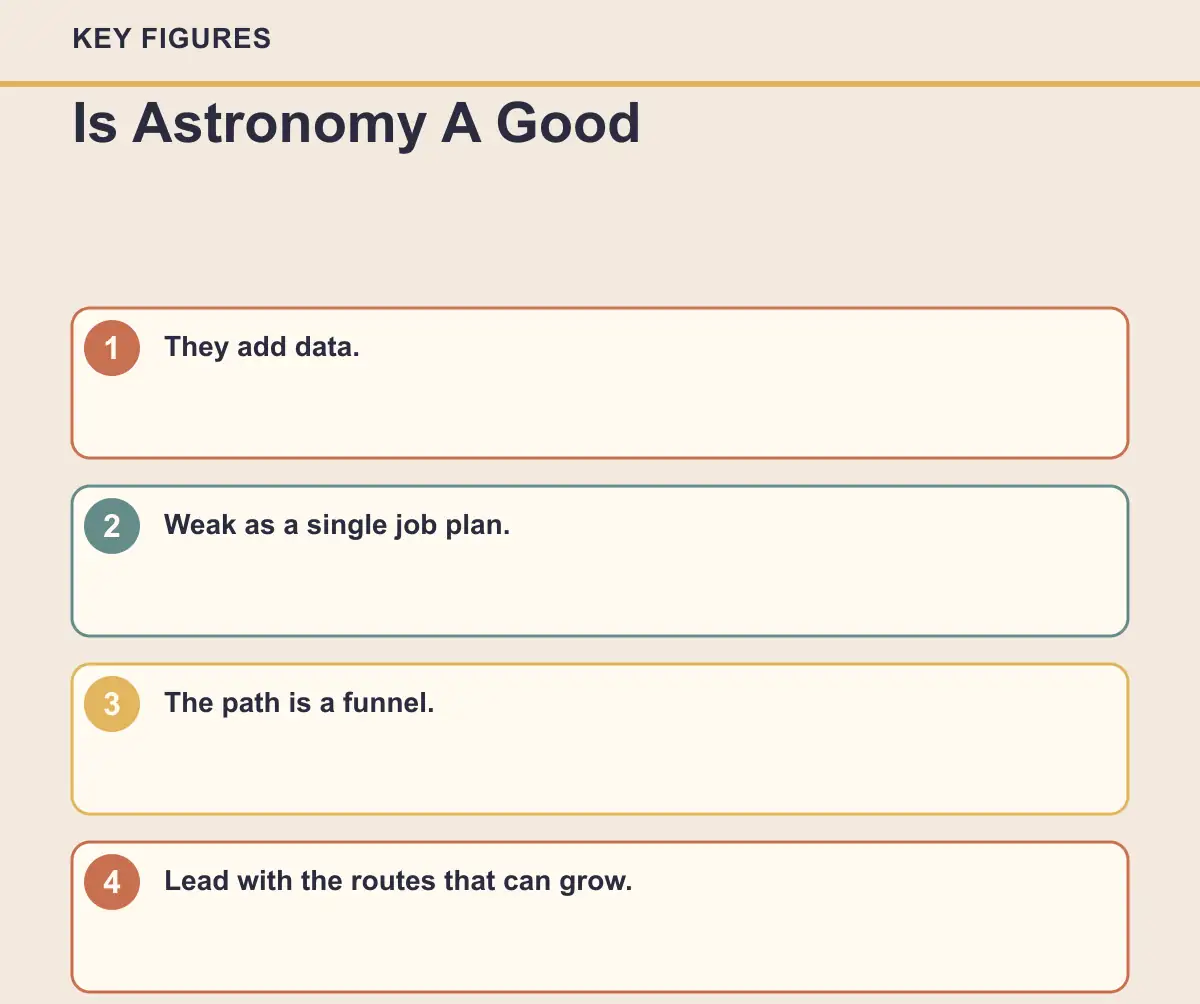 KEY FIGURES
Is Astronomy A Good
1 They add data.
2 Weak as a single job plan.
3 The path is a funnel.
4 Lead with the routes that can grow.